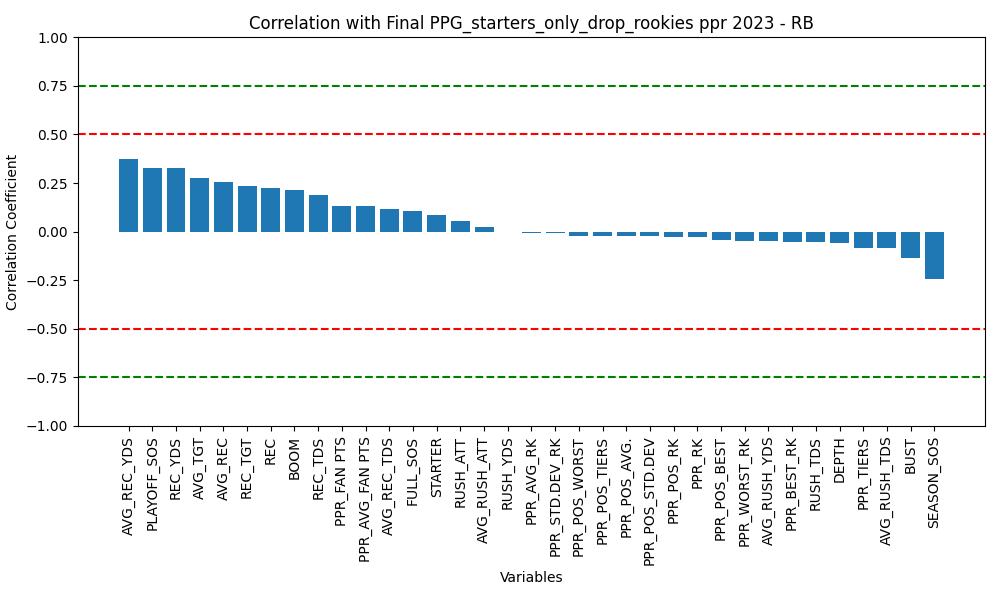 Correlation with Final PPG_starters_only_drop_rookies ppr 2023 - RB
Correlation Coefficient
1.00
0.75
0.50
0.25
0.00
−0.25
−0.50
−0.75
−1.00
AVG_REC_YDS
PLAYOFF_SOS
REC_YDS
AVG_TGT
AVG_REC
REC_TGT
REC
BOOM
REC_TDS
PPR_FAN PTS
PPR_AVG_FAN PTS
AVG_REC_TDS
FULL_SOS
STARTER
RUSH_ATT
AVG_RUSH_ATT
RUSH_YDS
PPR_AVG_RK
PPR_STD.DEV_RK
PPR_POS_WORST
PPR_POS_TIERS
PPR_POS_AVG.
PPR_POS_STD.DEV
PPR_POS_RK
PPR_RK
PPR_POS_BEST
PPR_WORST_RK
AVG_RUSH_YDS
PPR_BEST_RK
RUSH_TDS
DEPTH
PPR_TIERS
AVG_RUSH_TDS
BUST
SEASON_SOS
Variables